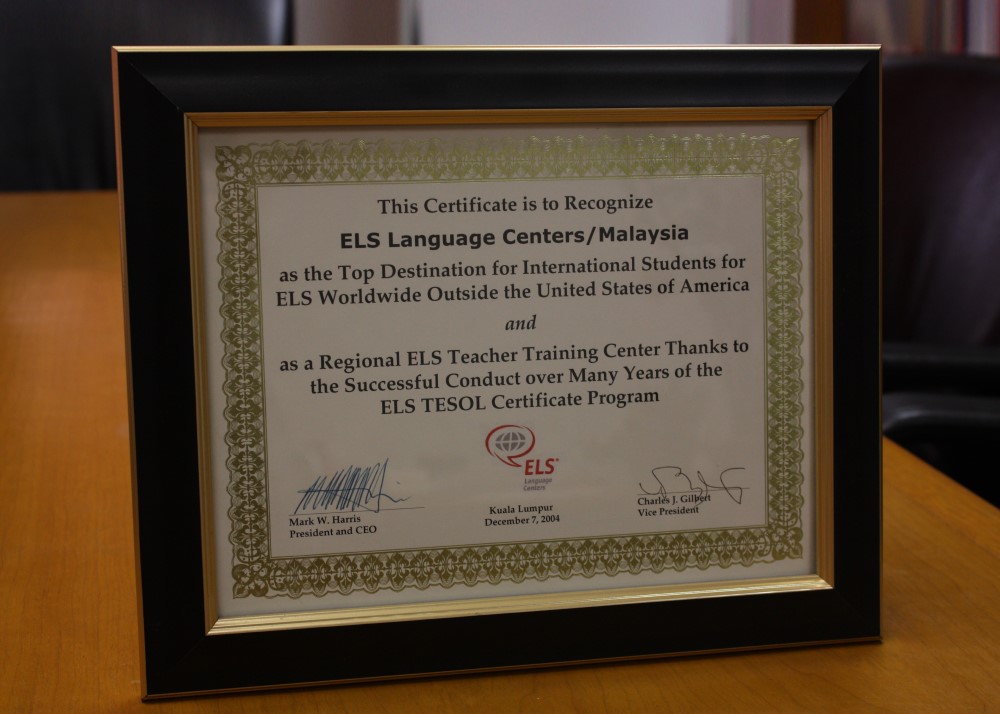 This Certificate is to Recognize
ELS Language Centers/Malaysia
as the Top Destination for International Students for
ELS Worldwide Outside the United States of America
and
as a Regional ELS Teacher Training Center Thanks to
the Successful Conduct over Many Years of the
ELS TESOL Certificate Program
ELS
Language
Centers
Mark W. Harris
President and CEO
Kuala Lumpur
December 7, 2004
Charles J. Gilbert
Vice President